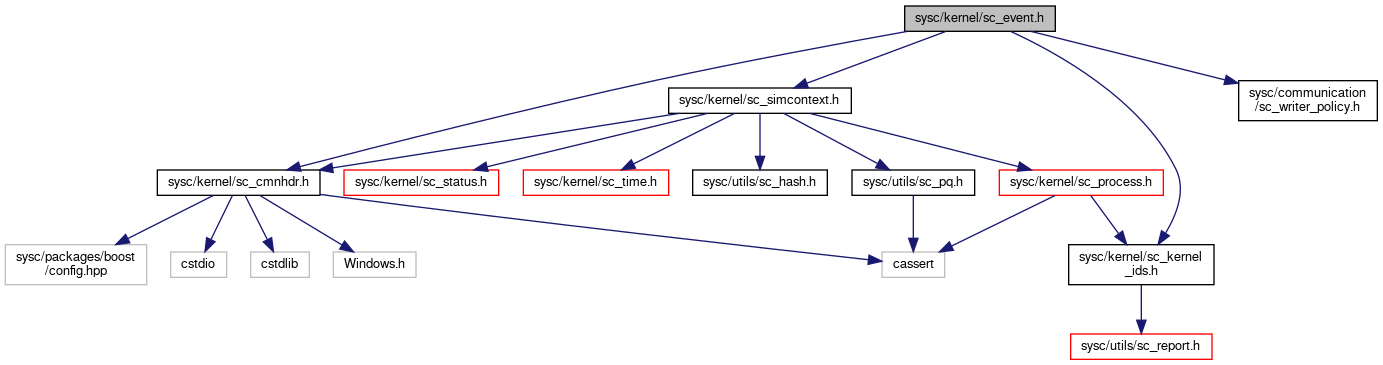 sysc/kernel/sc_event.h
sysc/kernel/sc_simcontext.h
sysc/communication
/sc_writer_policy.h
sysc/kernel/sc_cmnhdr.h
sysc/kernel/sc_status.h
sysc/kernel/sc_time.h
sysc/utils/sc_hash.h
sysc/utils/sc_pq.h
sysc/kernel/sc_process.h
sysc/packages/boost
/config.hpp
cstdio
cstdlib
Windows.h
cassert
sysc/kernel/sc_kernel
_ids.h
sysc/utils/sc_report.h